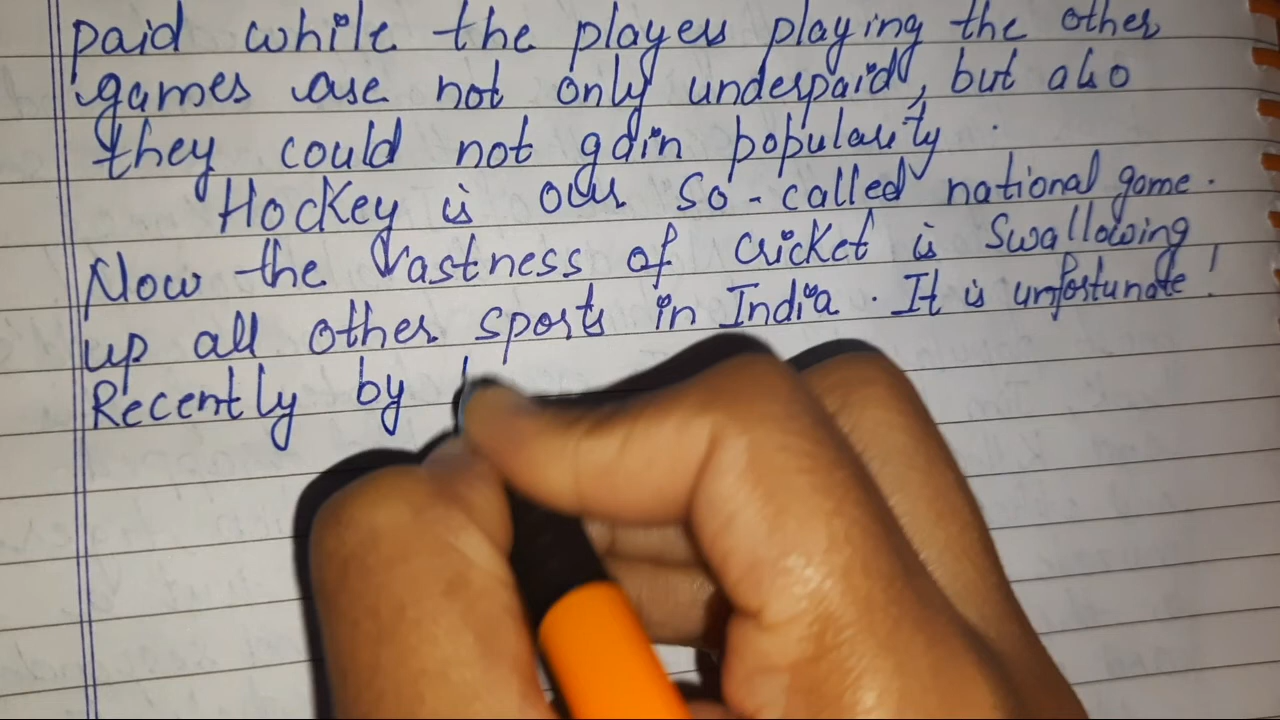 paid while the players playing the other
games are not only underpaid, but also
they could not gain popularity.
Hockey is our so-called national game.
Now the vastness of cricket is swallowing
up all other sports in India. It is unfortunate!
Recently by